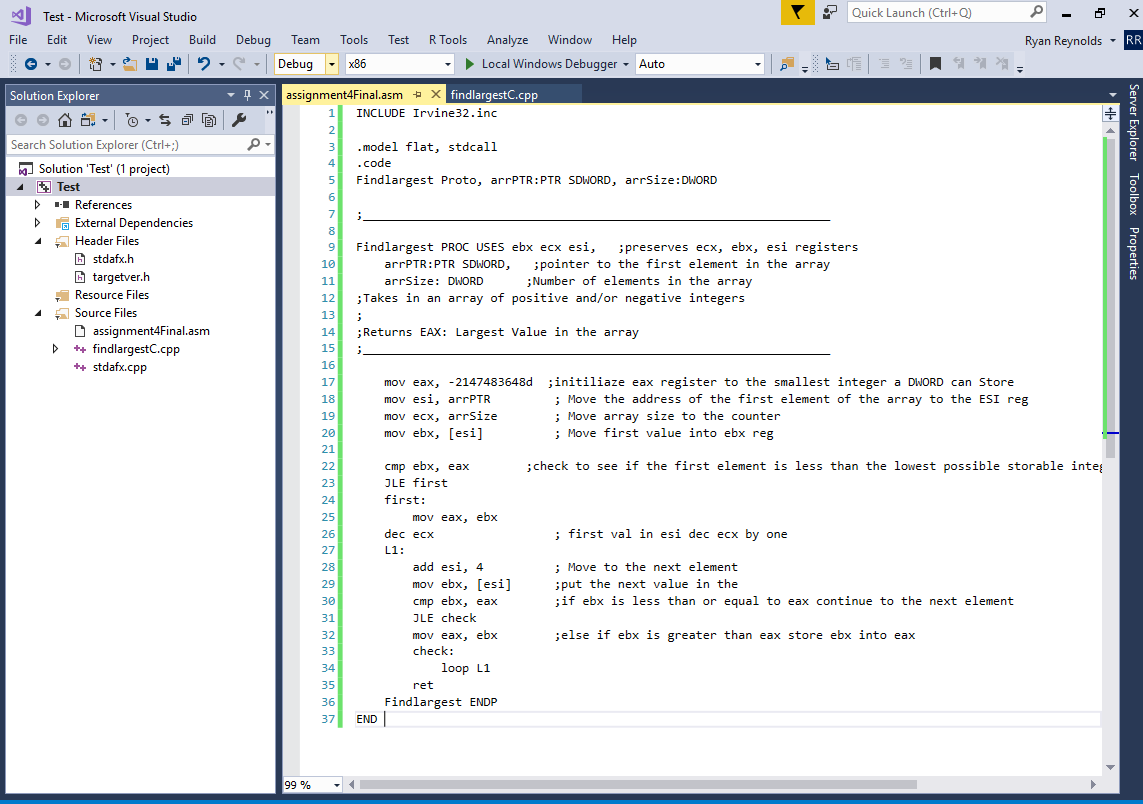 Test - Microsoft Visual Studio
Quick Launch (Ctrl+Q)
File Edit View Project Build Debug Team Tools Test R Tools Analyze Window Help
Ryan Reynolds RR
Debug x86 Local Windows Debugger Auto
Solution Explorer
Search Solution Explorer (Ctrl+;)
Solution 'Test' (1 project)
Test
References
External Dependencies
Header Files
stdafx.h
targetver.h
Resource Files
Source Files
assignment4Final.asm
findlargestC.cpp
stdafx.cpp
assignment4Final.asm findlargestC.cpp
1 INCLUDE Irvine32.inc
2
3 .model flat, stdcall
4 .code
5 Findlargest Proto, arrPTR:PTR SDWORD, arrSize:DWORD
6
7 ;__________________________________________________________________
8
9 Findlargest PROC USES ebx ecx esi, ;preserves ecx, ebx, esi registers
10 arrPTR:PTR SDWORD, ;pointer to the first element in the array
11 arrSize: DWORD ;Number of elements in the array
12 ;Takes in an array of positive and/or negative integers
13 ;
14 ;Returns EAX: Largest Value in the array
15 ;__________________________________________________________________
16
17 mov eax, -2147483648d ;initiliaze eax register to the smallest integer a DWORD can Store
18 mov esi, arrPTR ; Move the address of the first element of the array to the ESI reg
19 mov ecx, arrSize ; Move array size to the counter
20 mov ebx, [esi] ; Move first value into ebx reg
21
22 cmp ebx, eax ;check to see if the first element is less than the lowest possible storable integ
23 JLE first
24 first:
25 mov eax, ebx
26 dec ecx ; first val in esi dec ecx by one
27 L1:
28 add esi, 4 ; Move to the next element
29 mov ebx, [esi] ;put the next value in the
30 cmp ebx, eax ;if ebx is less than or equal to eax continue to the next element
31 JLE check
32 mov eax, ebx ;else if ebx is greater than eax store ebx into eax
33 check:
34 loop L1
35 ret
36 Findlargest ENDP
37 END
99 %
Server Explorer
Toolbox
Properties